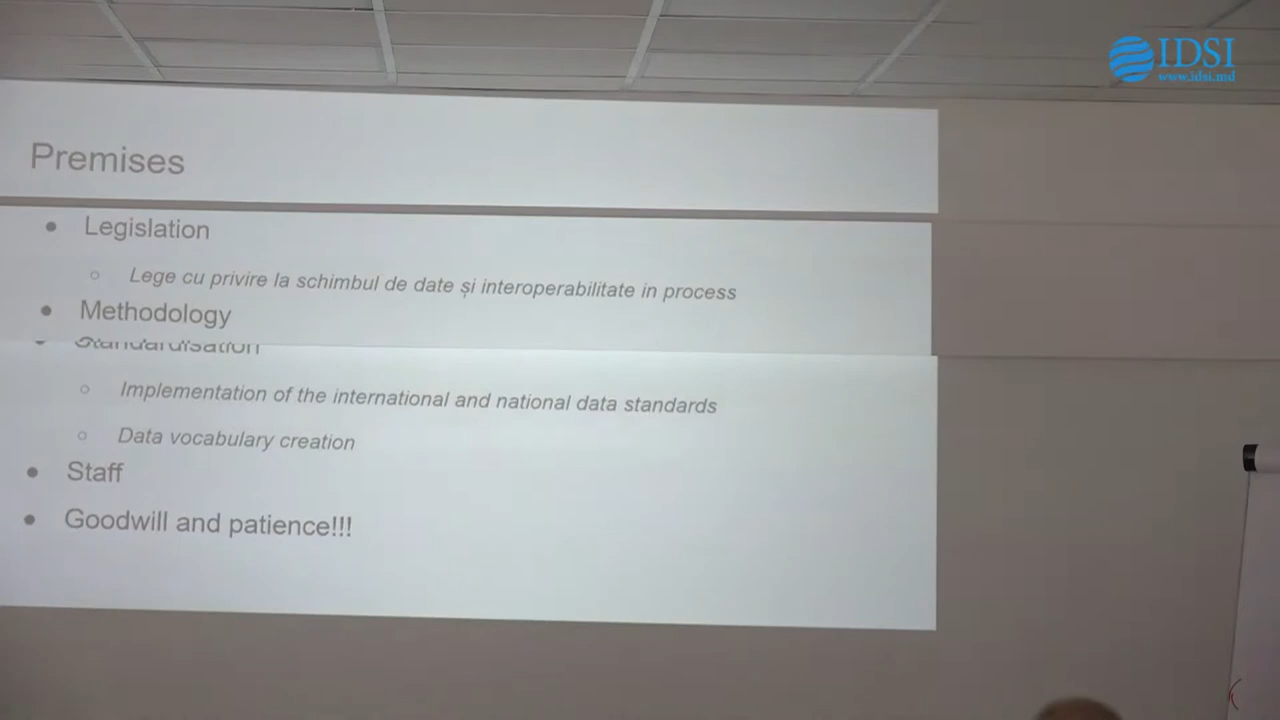 IDSI
www.idsi.md
Premises
Legislation
Lege cu privire la schimbul de date și interoperabilitate in process
Methodology
Standardisation
Implementation of the international and national data standards
Data vocabulary creation
Staff
Goodwill and patience!!!